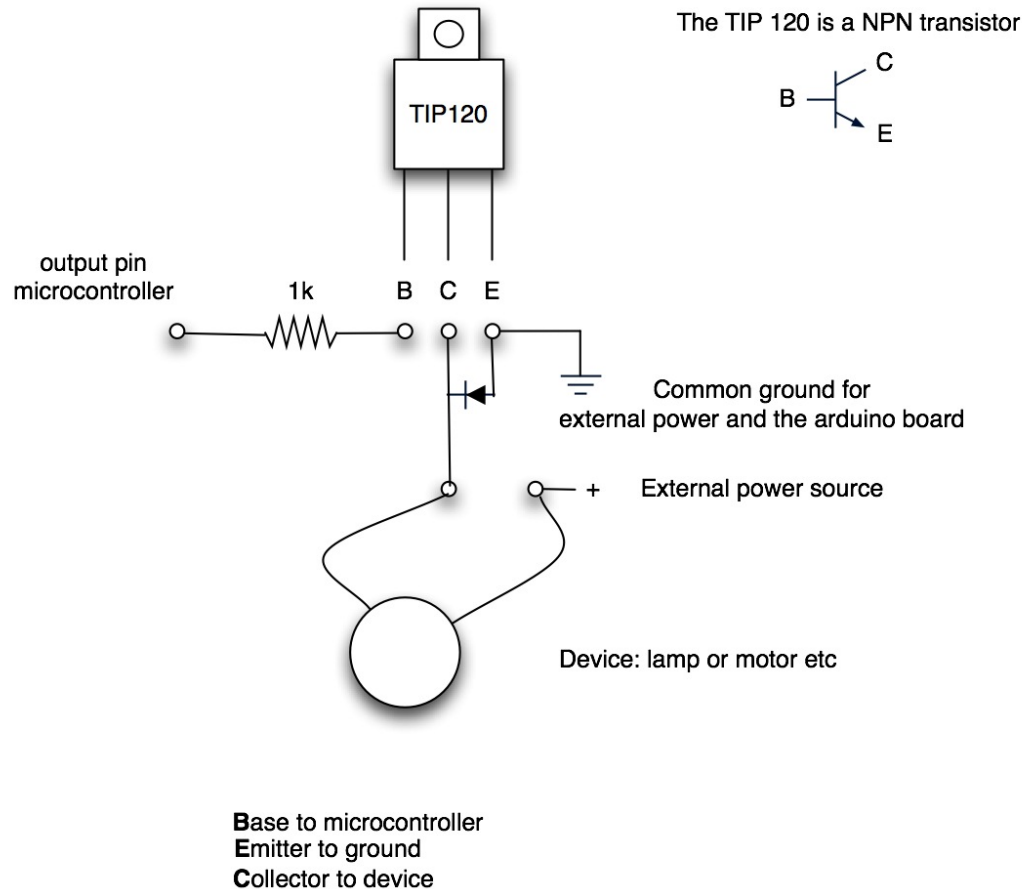 The TIP 120 is a NPN transistor
C
B
E
TIP120
output pin
microcontroller
1k
B C E
Common ground for
external power and the arduino board
+ External power source
Device: lamp or motor etc
Base to microcontroller
Emitter to ground
Collector to device